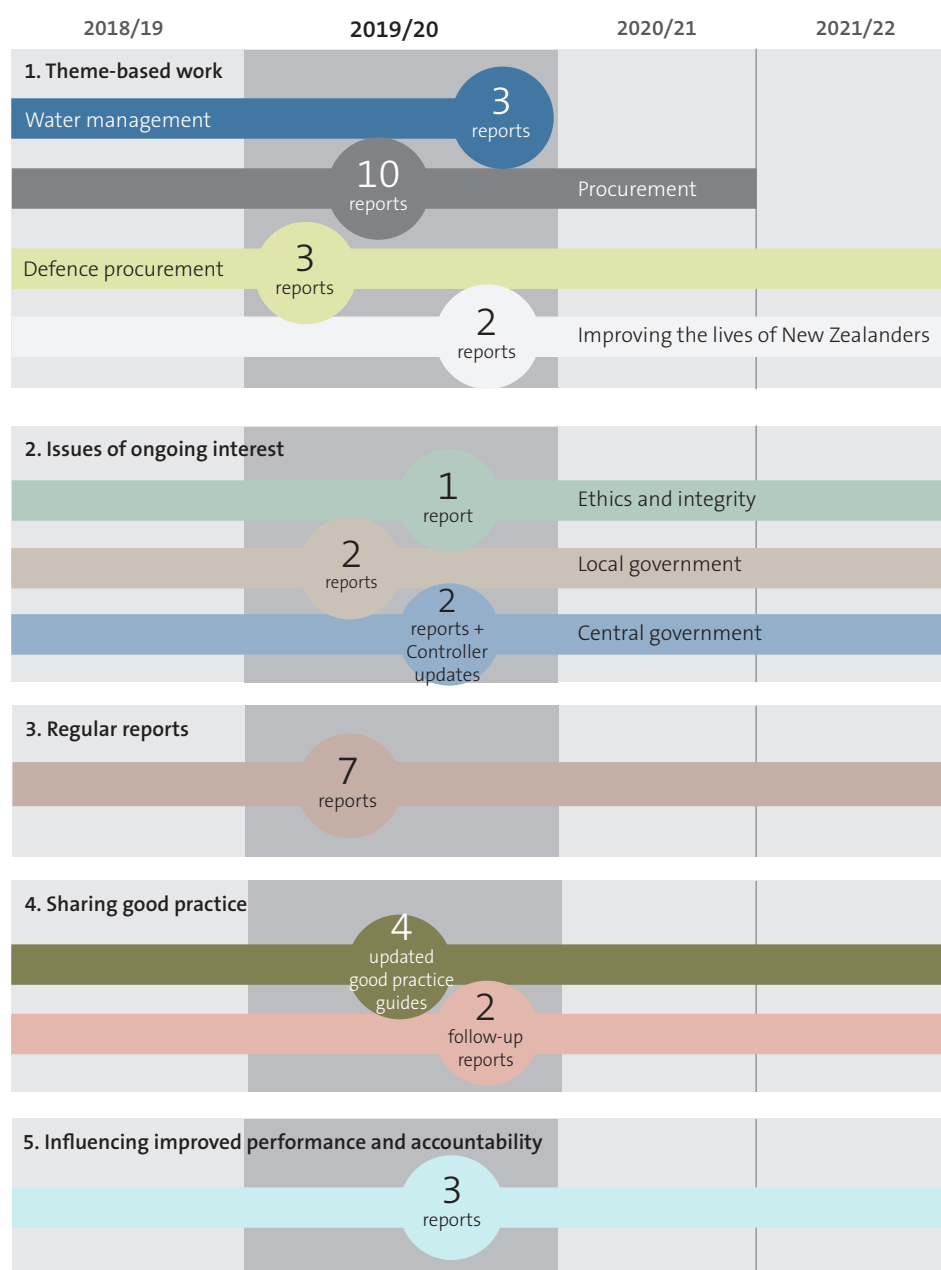 2018/19 2019/20 2020/21 2021/22
1. Theme-based work
Water management
3
reports
10
reports
Procurement
Defence procurement
3
reports
2
reports
Improving the lives of New Zealanders
2. Issues of ongoing interest
1
report
Ethics and integrity
2
reports
Local government
2
reports +
Controller
updates
Central government
3. Regular reports
7
reports
4. Sharing good practice
4
updated
good practice
guides
2
follow-up
reports
5. Influencing improved performance and accountability
3
reports